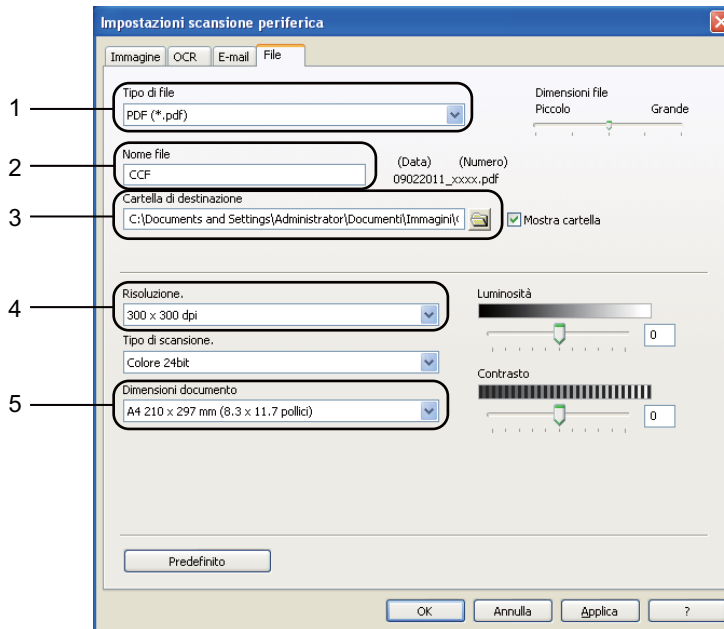 Impostazioni scansione periferica
Immagine OCR E-mail File
1
Tipo di file
PDF (*.pdf)
Dimensioni file
Piccolo Grande
2
Nome file
CCF
(Data) (Numero)
09022011_xxxx.pdf
3
Cartella di destinazione
C:\Documents and Settings\Administrator\Documenti\Immagini\
Mostra cartella
4
Risoluzione.
300 x 300 dpi
Luminosità
0
Tipo di scansione.
Colore 24bit
Contrasto
0
5
Dimensioni documento
A4 210 x 297 mm (8.3 x 11.7 pollici)
Predefinito
OK Annulla Applica ?